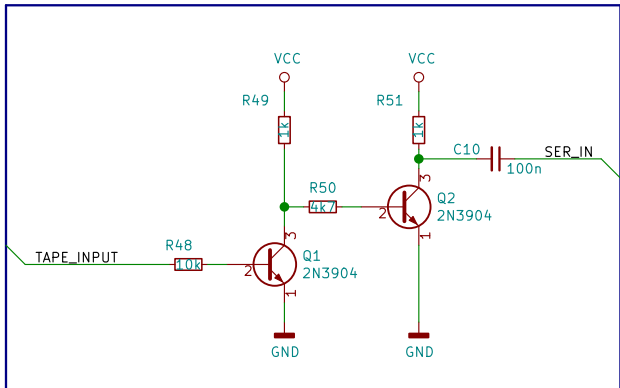 VCC
VCC
R49
1k
R51
1k
C10
100n
SER_IN
3
R50
4k7
2
Q2
2N3904
1
TAPE_INPUT
R48
10k
3
2
Q1
2N3904
1
GND
GND